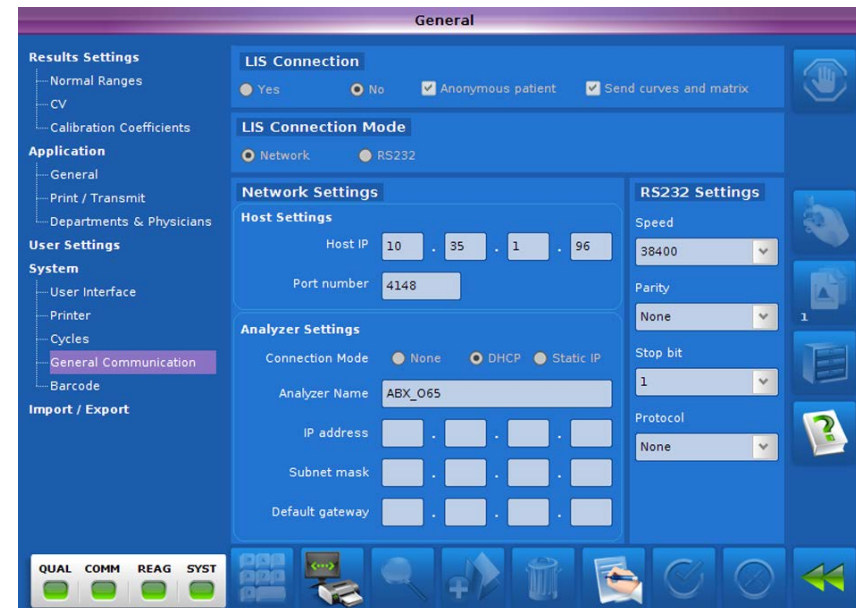 General
Results Settings
Normal Ranges
CV
Calibration Coefficients
Application
General
Print / Transmit
Departments & Physicians
User Settings
System
User Interface
Printer
Cycles
General Communication
Barcode
Import / Export
LIS Connection
Yes No Anonymous patient Send curves and matrix
LIS Connection Mode
Network RS232
Network Settings
Host Settings
Host IP 10 . 35 . 1 . 96
Port number 4148
Analyzer Settings
Connection Mode None DHCP Static IP
Analyzer Name ABX_065
IP address . . .
Subnet mask . . .
Default gateway . . .
RS232 Settings
Speed
38400
Parity
None
Stop bit
1
Protocol
None
1
?
QUAL COMM REAG SYST